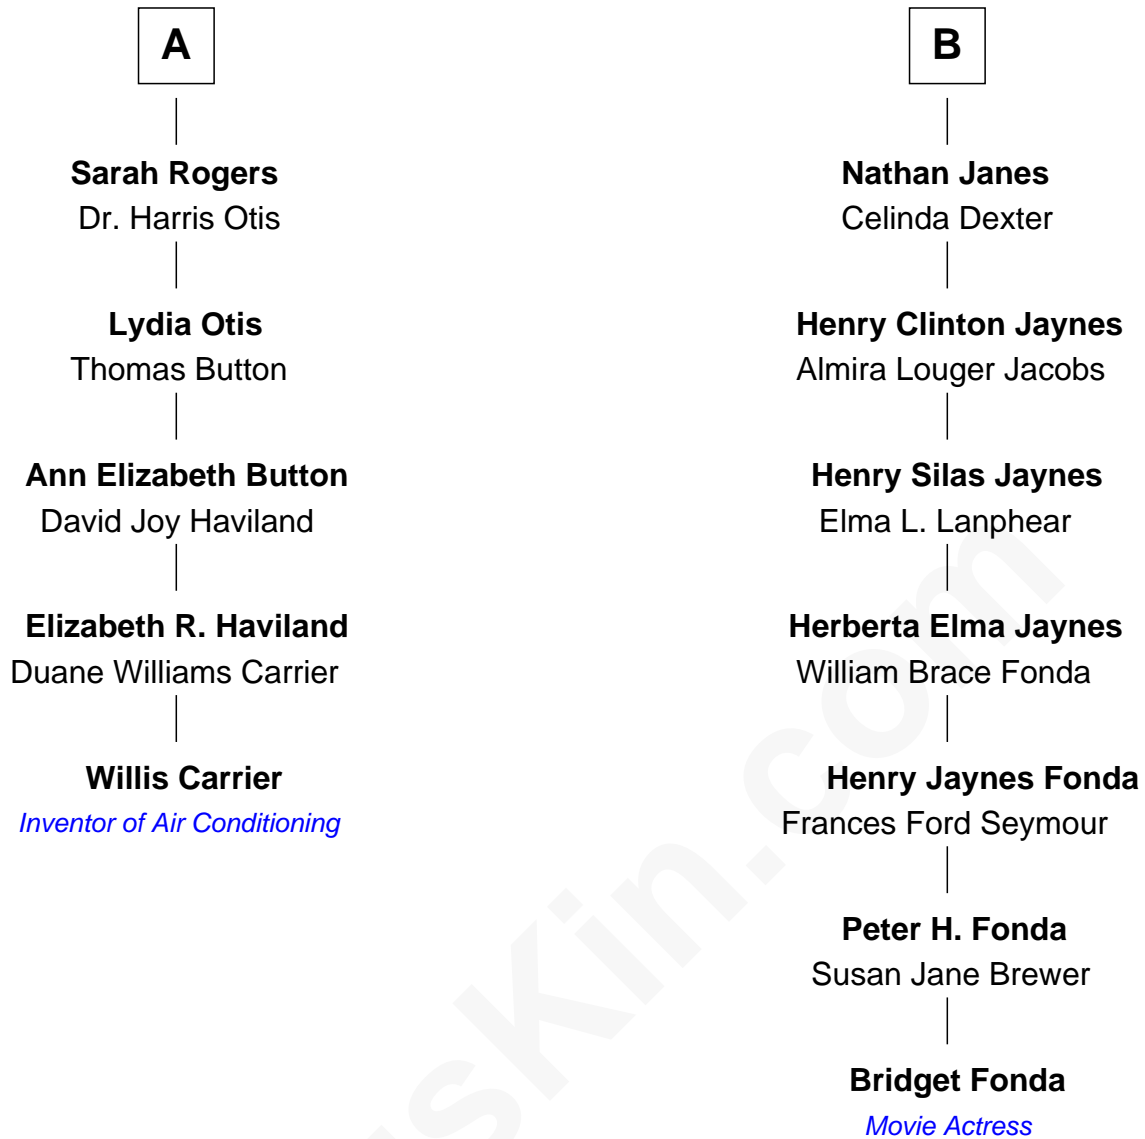 A
Sarah Rogers
Dr. Harris Otis
Lydia Otis
Thomas Button
Ann Elizabeth Button
David Joy Haviland
Elizabeth R. Haviland
Duane Williams Carrier
Willis Carrier
Inventor of Air Conditioning
B
Nathan Janes
Celinda Dexter
Henry Clinton Jaynes
Almira Louger Jacobs
Henry Silas Jaynes
Elma L. Lanphear
Herberta Elma Jaynes
William Brace Fonda
Henry Jaynes Fonda
Frances Ford Seymour
Peter H. Fonda
Susan Jane Brewer
Bridget Fonda
Movie Actress
sKin.com